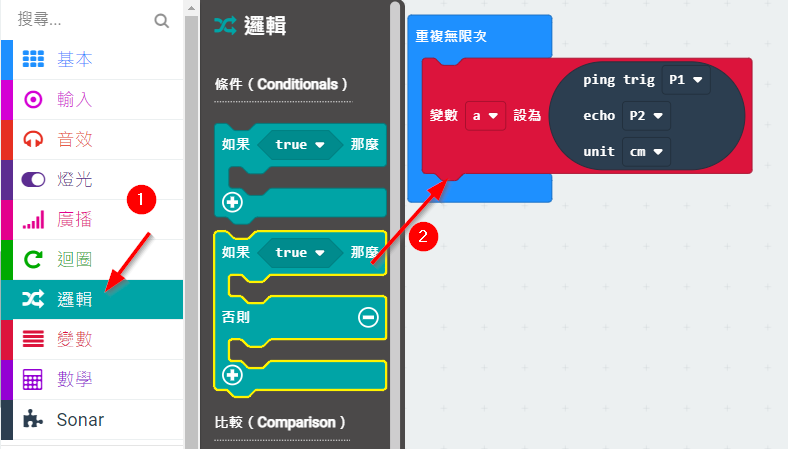 搜尋...
基本
輸入
音效
燈光
廣播
迴圈
邏輯
變數
數學
Sonar
1
邏輯
條件（Conditionals）
如果 true 那麼
如果 true 那麼
否則
比較（Comparison）
2
重複無限次
變數 a 設為
ping trig P1
echo P2
unit cm